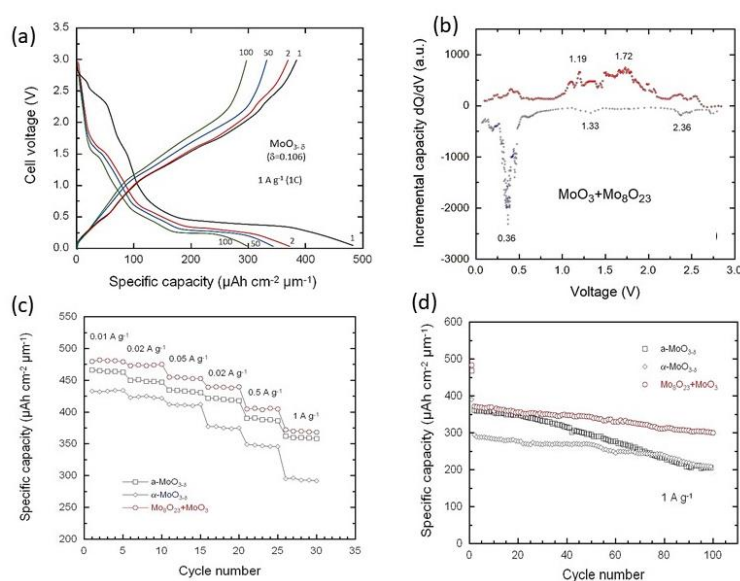 (a)
3.0
2.5
2.0
1.5
1.0
0.5
0.0
Cell voltage (V)
100 50 2 1
MoO₃₋δ
(δ=0.106)
1 A g⁻¹ (1C)
100 50 2 1
0 100 200 300 400 500
Specific capacity (µAh cm⁻² µm⁻¹)
(b)
1000
0
-1000
-2000
-3000
Incremental capacity dQ/dV (a.u.)
1.19 1.72
1.33 2.36
MoO₃+Mo₈O₂₃
0.36
0.0 0.5 1.0 1.5 2.0 2.5 3.0
Voltage (V)
(c)
550
500
450
400
350
300
250
200
Specific capacity (µAh cm⁻² µm⁻¹)
0.01 A g⁻¹
0.02 A g⁻¹
0.05 A g⁻¹
0.02 A g⁻¹
0.5 A g⁻¹
1 A g⁻¹
a-MoO₃₋δ
α-MoO₃₋δ
Mo₈O₂₃+MoO₃
0 5 10 15 20 25 30 35
Cycle number
(d)
600
500
400
300
200
100
0
Specific capacity (µAh cm⁻² µm⁻¹)
a-MoO₃₋δ
α-MoO₃₋δ
Mo₈O₂₃+MoO₃
1 A g⁻¹
0 20 40 60 80 100
Cycle number